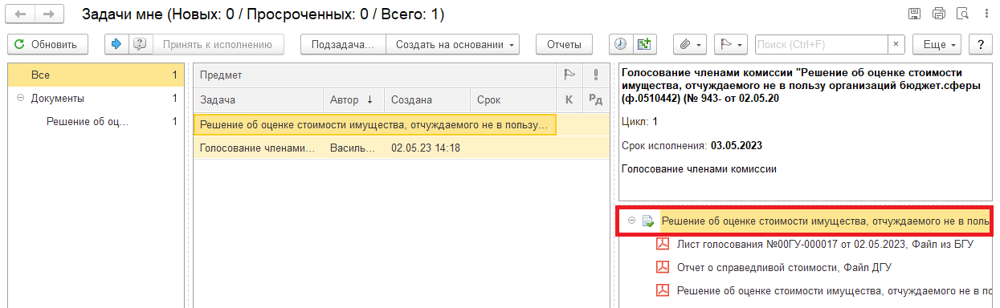 Задачи мне (Новых: 0 / Просроченных: 0 / Всего: 1)
Обновить
Принять к исполнению
Подзадача...
Создать на основании
Отчеты
Поиск (Ctrl+F)
×
Еще
?
Все 1
Документы 1
Решение об оц... 1
Предмет
Задача Автор ↓ Создана Срок К РД
Решение об оценке стоимости имущества, отчуждаемого не в пользу...
Голосование членами... Василь... 02.05.23 14:18
Голосование членами комиссии "Решение об оценке стоимости
имущества, отчуждаемого не в пользу организаций бюджет.сферы
(ф.0510442) (№ 943- от 02.05.20
Цикл: 1
Срок исполнения: 03.05.2023
Голосование членами комиссии
Решение об оценке стоимости имущества, отчуждаемого не в поль
Лист голосования №00ГУ-000017 от 02.05.2023, Файл из БГУ
Отчет о справедливой стоимости, Файл ДГУ
Решение об оценке стоимости имущества, отчуждаемого не в по